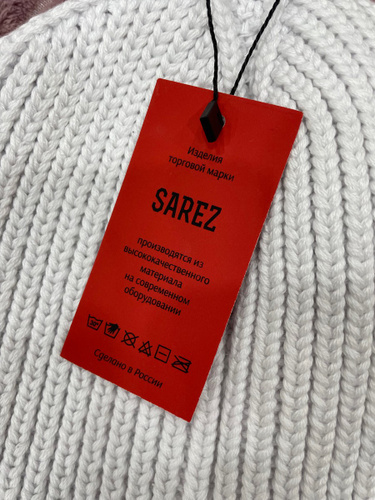 Изделия
торговой марки
SAREZ
производятся из
высококачественного
материала
на современном
оборудовании
Сделано в России